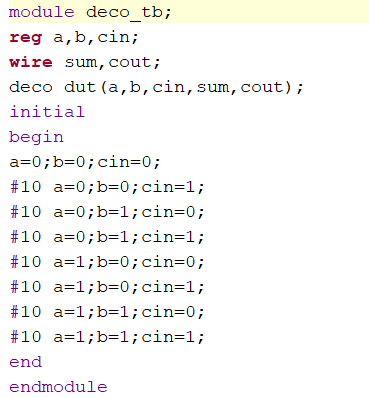 module deco_tb;
reg a,b,cin;
wire sum,cout;
deco dut(a,b,cin,sum,cout);
initial
begin
a=0;b=0;cin=0;
#10 a=0;b=0;cin=1;
#10 a=0;b=1;cin=0;
#10 a=0;b=1;cin=1;
#10 a=1;b=0;cin=0;
#10 a=1;b=0;cin=1;
#10 a=1;b=1;cin=0;
#10 a=1;b=1;cin=1;
end
endmodule